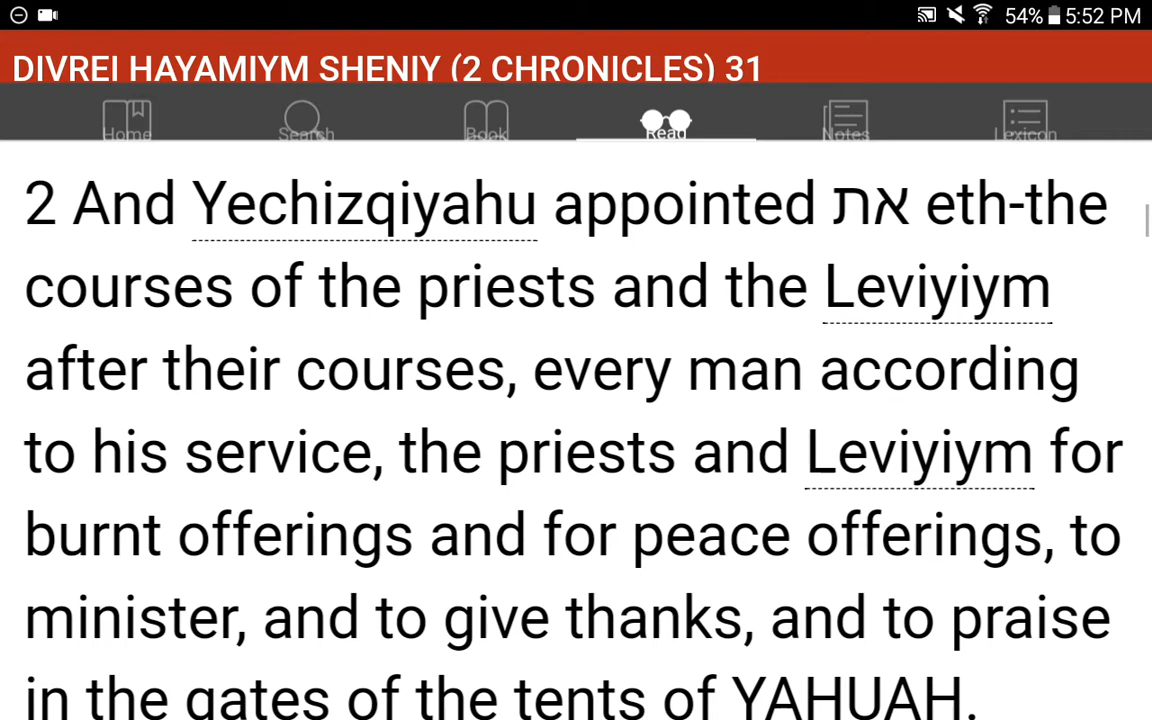 54% 5:52 PM
DIVREI HAYAMIYM SHENIY (2 CHRONICLES) 31
Home Search Book Read Notes Lexicon
2 And Yechizqiyahu appointed את eth-the
courses of the priests and the Leviyiym
after their courses, every man according
to his service, the priests and Leviyiym for
burnt offerings and for peace offerings, to
minister, and to give thanks, and to praise
in the gates of the tents of YAHUAH.